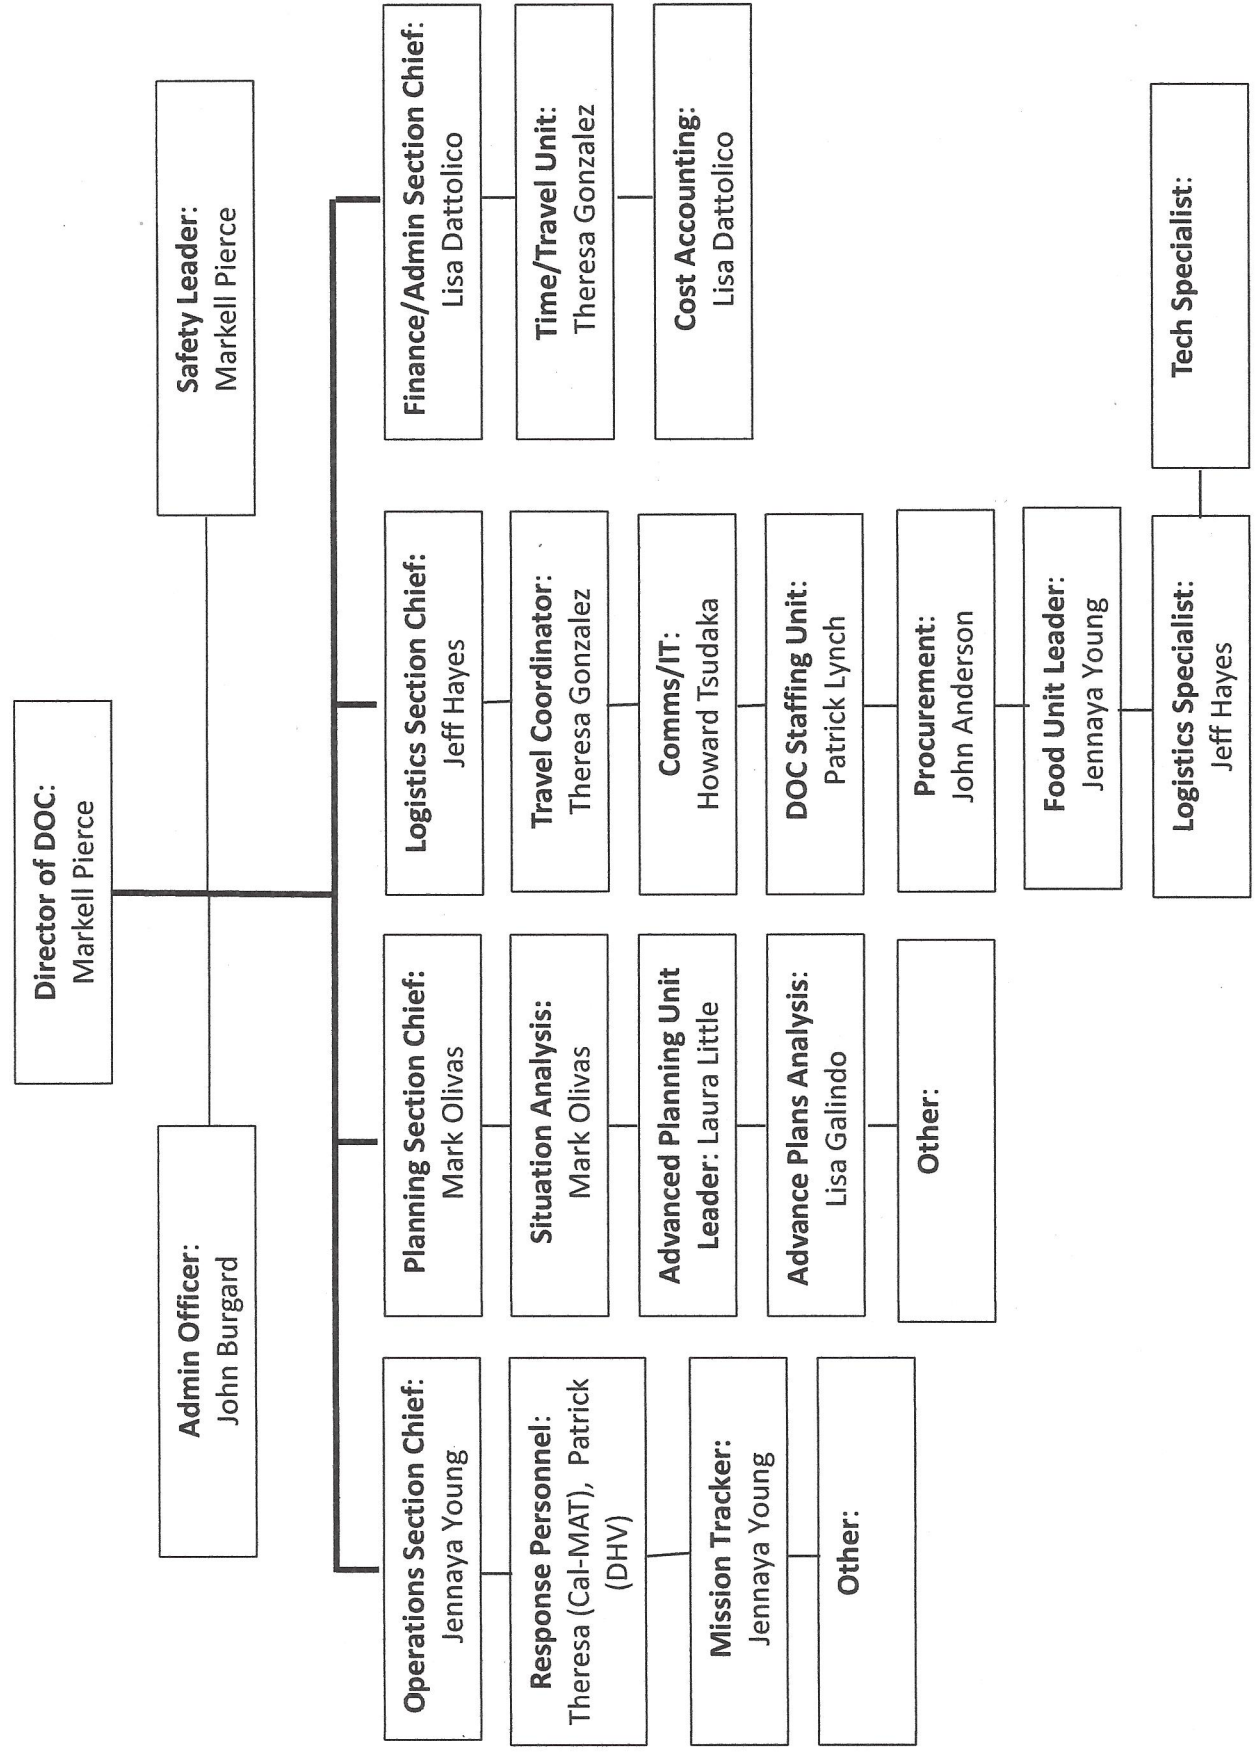 Director of DOC:
Markell Pierce
Admin Officer:
John Burgard
Safety Leader:
Markell Pierce
Operations Section Chief:
Jennaya Young
Response Personnel:
Theresa (Cal-MAT), Patrick
(DHV)
Mission Tracker:
Jennaya Young
Other:
Planning Section Chief:
Mark Olivas
Situation Analysis:
Mark Olivas
Advanced Planning Unit
Leader: Laura Little
Advance Plans Analysis:
Lisa Galindo
Other:
Logistics Section Chief:
Jeff Hayes
Travel Coordinator:
Theresa Gonzalez
Comms/IT:
Howard Tsudaka
DOC Staffing Unit:
Patrick Lynch
Procurement:
John Anderson
Food Unit Leader:
Jennaya Young
Logistics Specialist:
Jeff Hayes
Tech Specialist:
Finance/Admin Section Chief:
Lisa Dattolico
Time/Travel Unit:
Theresa Gonzalez
Cost Accounting:
Lisa Dattolico